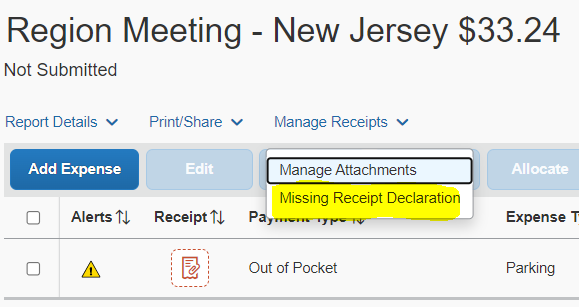 Region Meeting - New Jersey $33.24
Not Submitted
Report Details Print/Share Manage Receipts
Add Expense Edit Manage Attachments Allocate
Missing Receipt Declaration
Alerts Receipt Payment Type Expense
Out of Pocket Parking